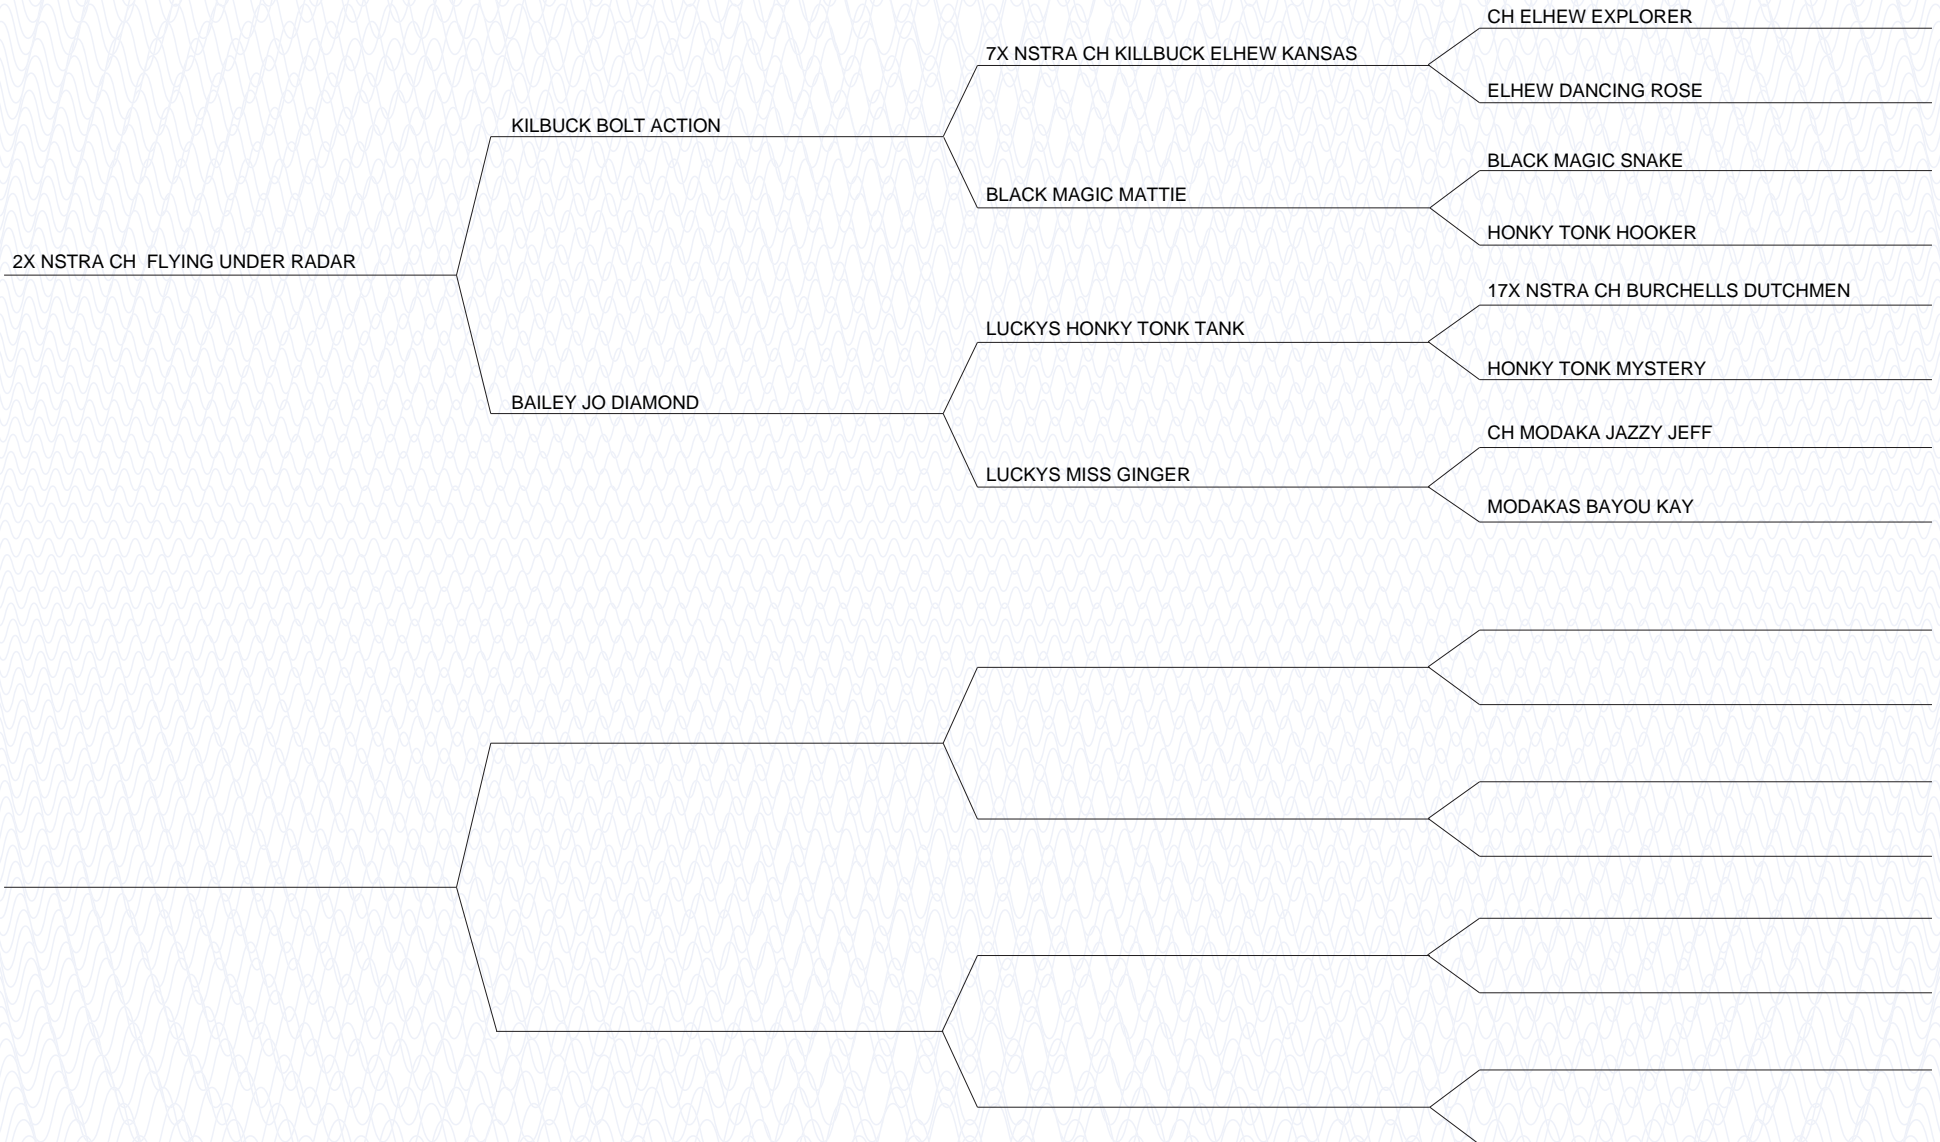 CH ELHEW EXPLORER
7X NSTRA CH KILLBUCK ELHEW KANSAS
ELHEW DANCING ROSE
KILBUCK BOLT ACTION
BLACK MAGIC SNAKE
BLACK MAGIC MATTIE
HONKY TONK HOOKER
2X NSTRA CH  FLYING UNDER RADAR
17X NSTRA CH BURCHELLS DUTCHMEN
LUCKYS HONKY TONK TANK
HONKY TONK MYSTERY
BAILEY JO DIAMOND
CH MODAKA JAZZY JEFF
LUCKYS MISS GINGER
MODAKAS BAYOU KAY